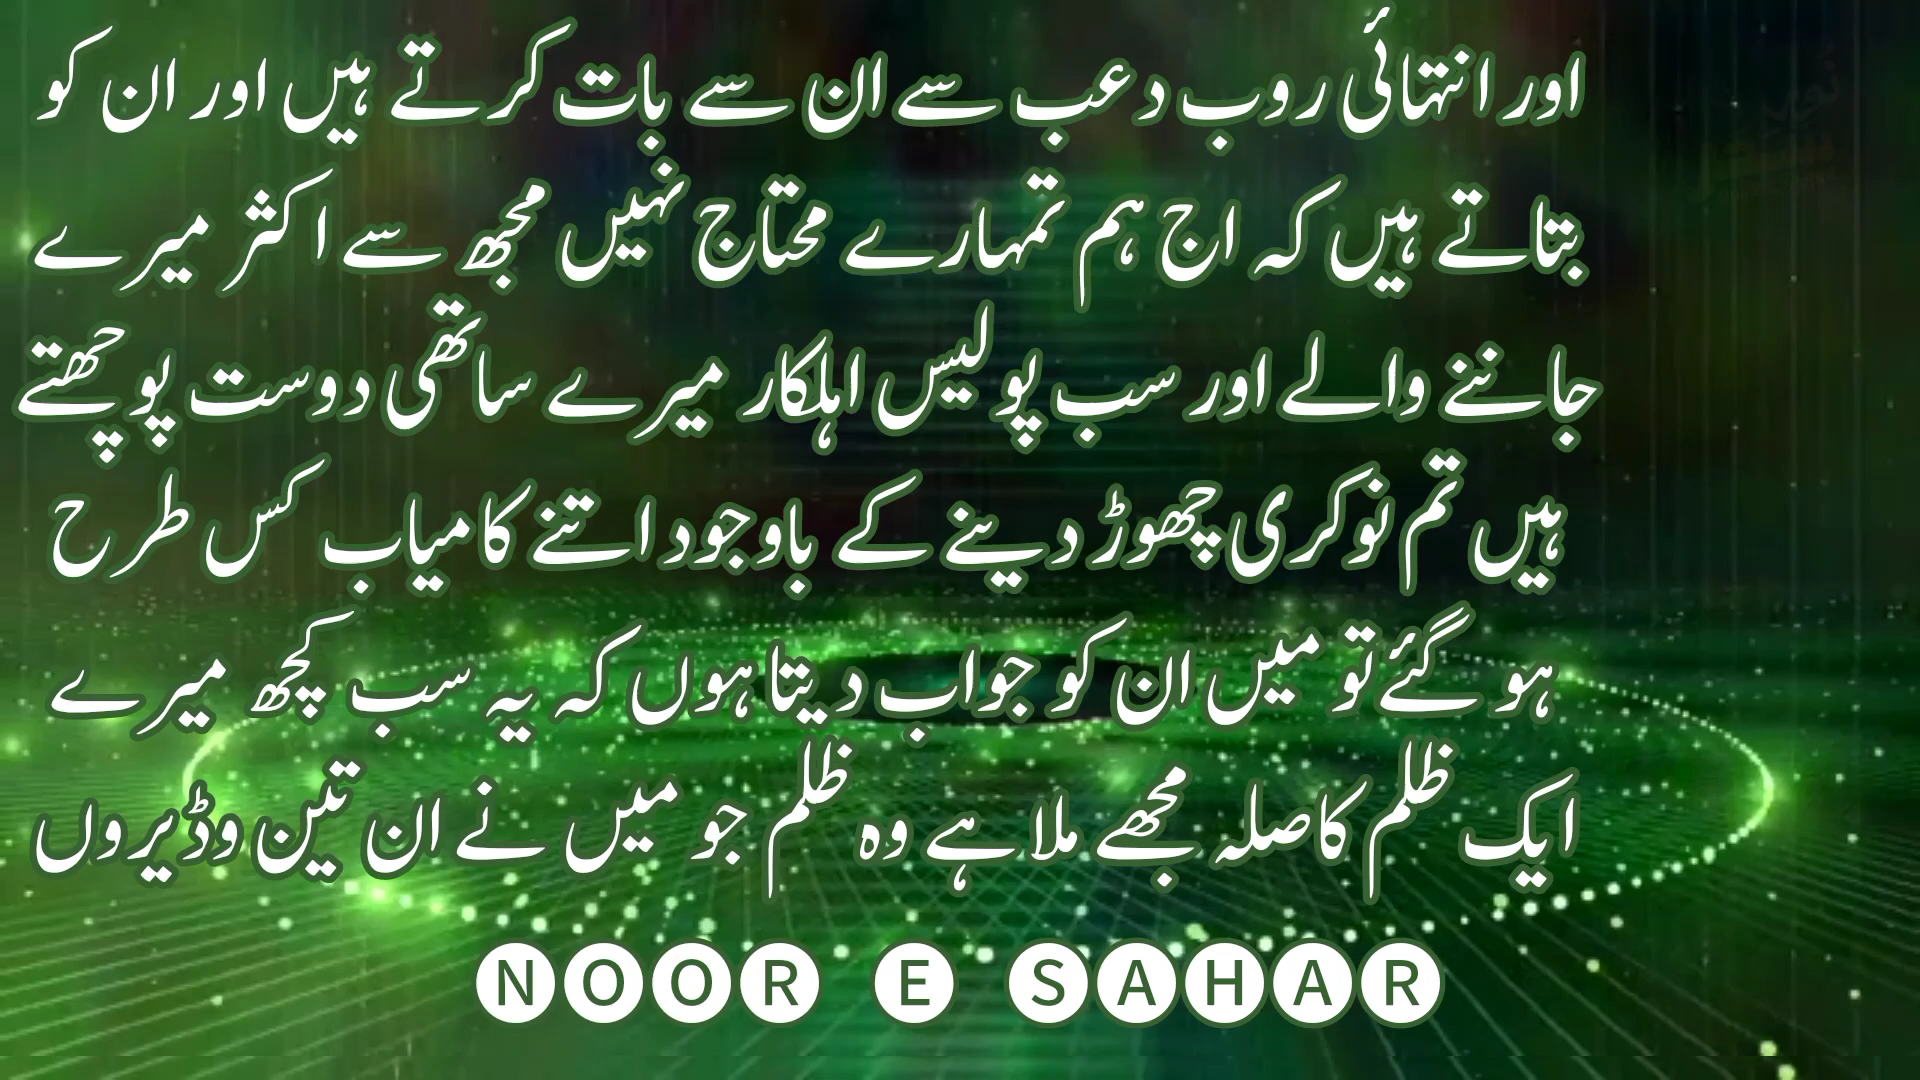 اور انتہائی روب دعب سے ان سے بات کرتے ہیں اور ان کو
بتاتے ہیں کہ اج ہم تمہارے محتاج نہیں مجھ سے اکثر میرے
جاننے والے اور سب پولیس اہلکار میرے ساتھی دوست پوچھتے
ہیں تم نوکری چھوڑ دینے کے باوجود اتنے کامیاب کس طرح
ہو گئے تو میں ان کو جواب دیتا ہوں کہ یہ سب کچھ میرے
ایک ظلم کا صلہ مجھے ملا ہے وہ ظلم جو میں نے ان تین وڈیروں
NOOR E SAHAR